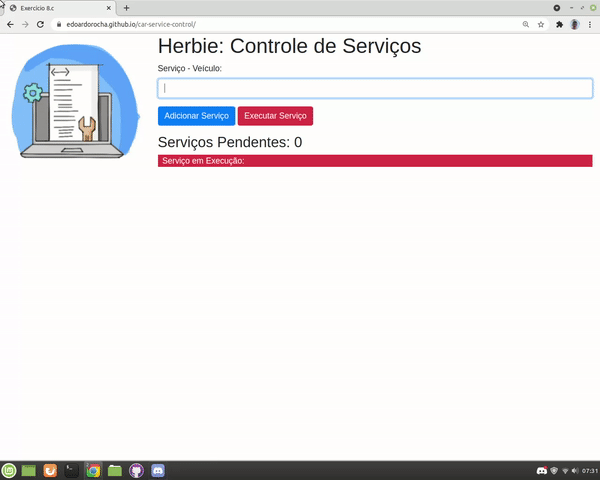 Exercicio 8.c
edoardorocha.github.io/car-service-control/
Herbie: Controle de Serviços
Serviço - Veículo:
Adicionar Serviço
Executar Serviço
Serviços Pendentes: 0
Serviço em Execução:
07:31